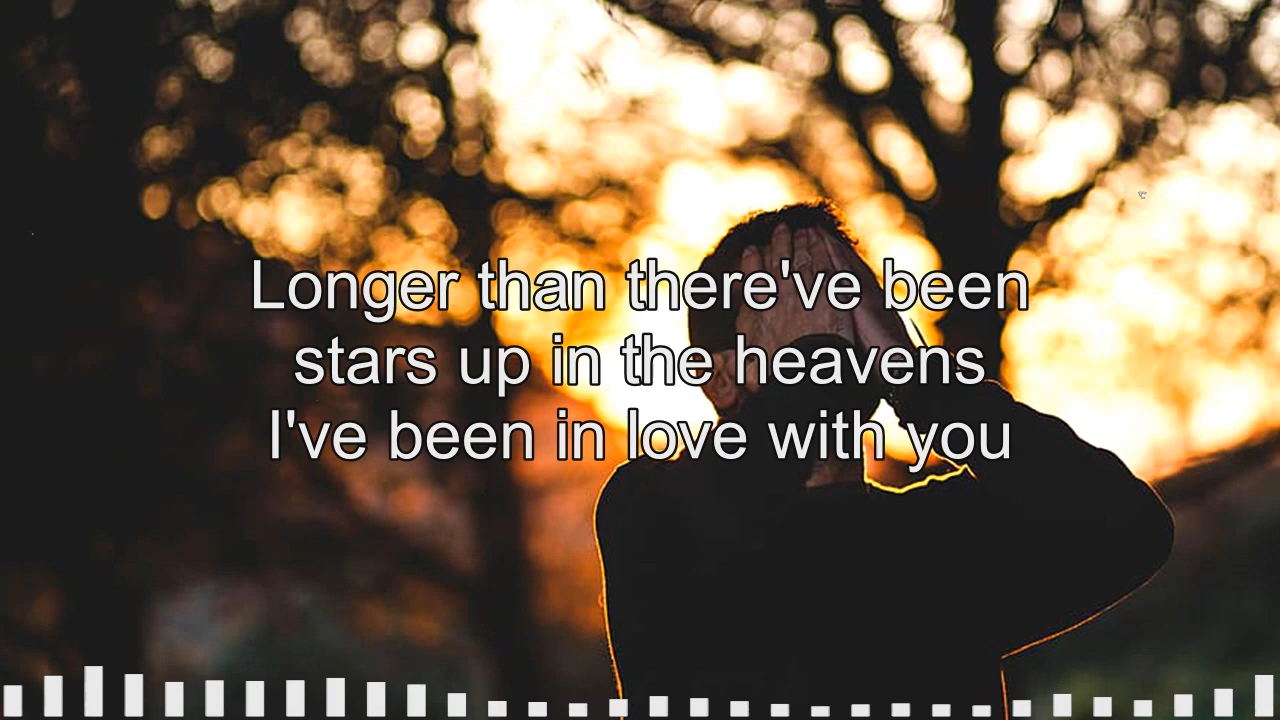 Longer than there've been
stars up in the heavens
I've been in love with you